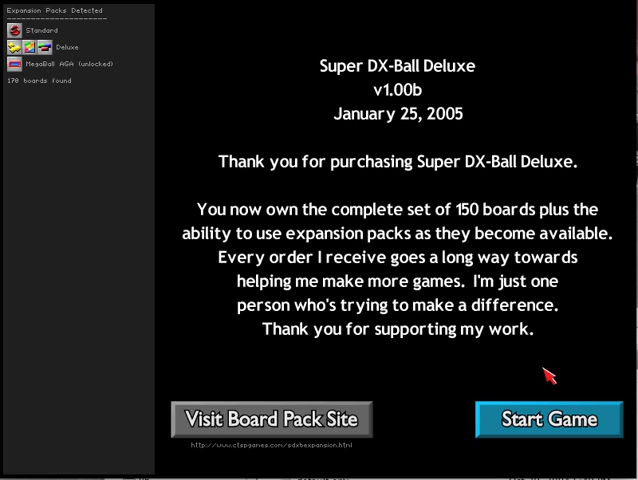 Expansion Packs Detected
Standard
Deluxe
MegaBall AGA (unlocked)
170 boards found
Super DX-Ball Deluxe
v1.00b
January 25, 2005
Thank you for purchasing Super DX-Ball Deluxe.
You now own the complete set of 150 boards plus the
ability to use expansion packs as they become available.
Every order I receive goes a long way towards
helping me make more games. I'm just one
person who's trying to make a difference.
Thank you for supporting my work.
Visit Board Pack Site
Start Game
http://www.ctspgames.com/sdxbexpansion.html